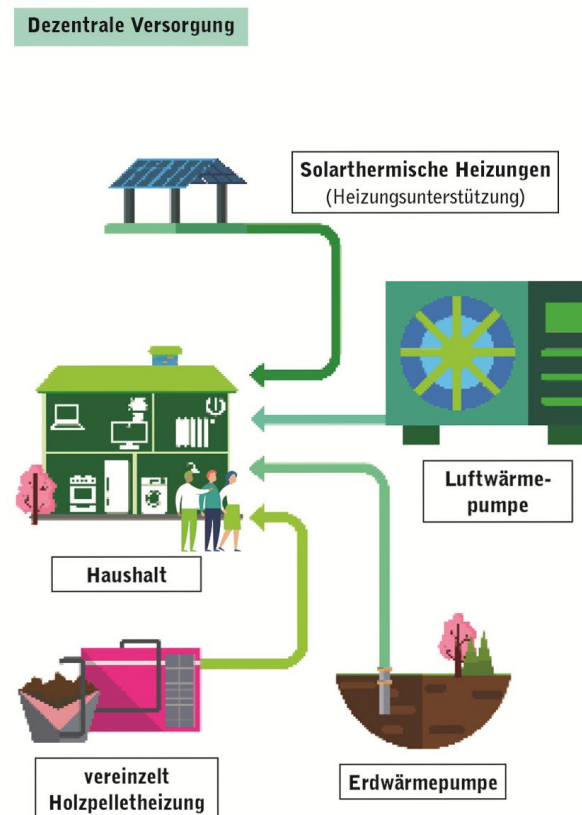 Dezentrale Versorgung
Solarthermische Heizungen
(Heizungsunterstützung)
Luftwärme-
pumpe
Haushalt
vereinzelt
Holzpelletheizung
Erdwärmepumpe